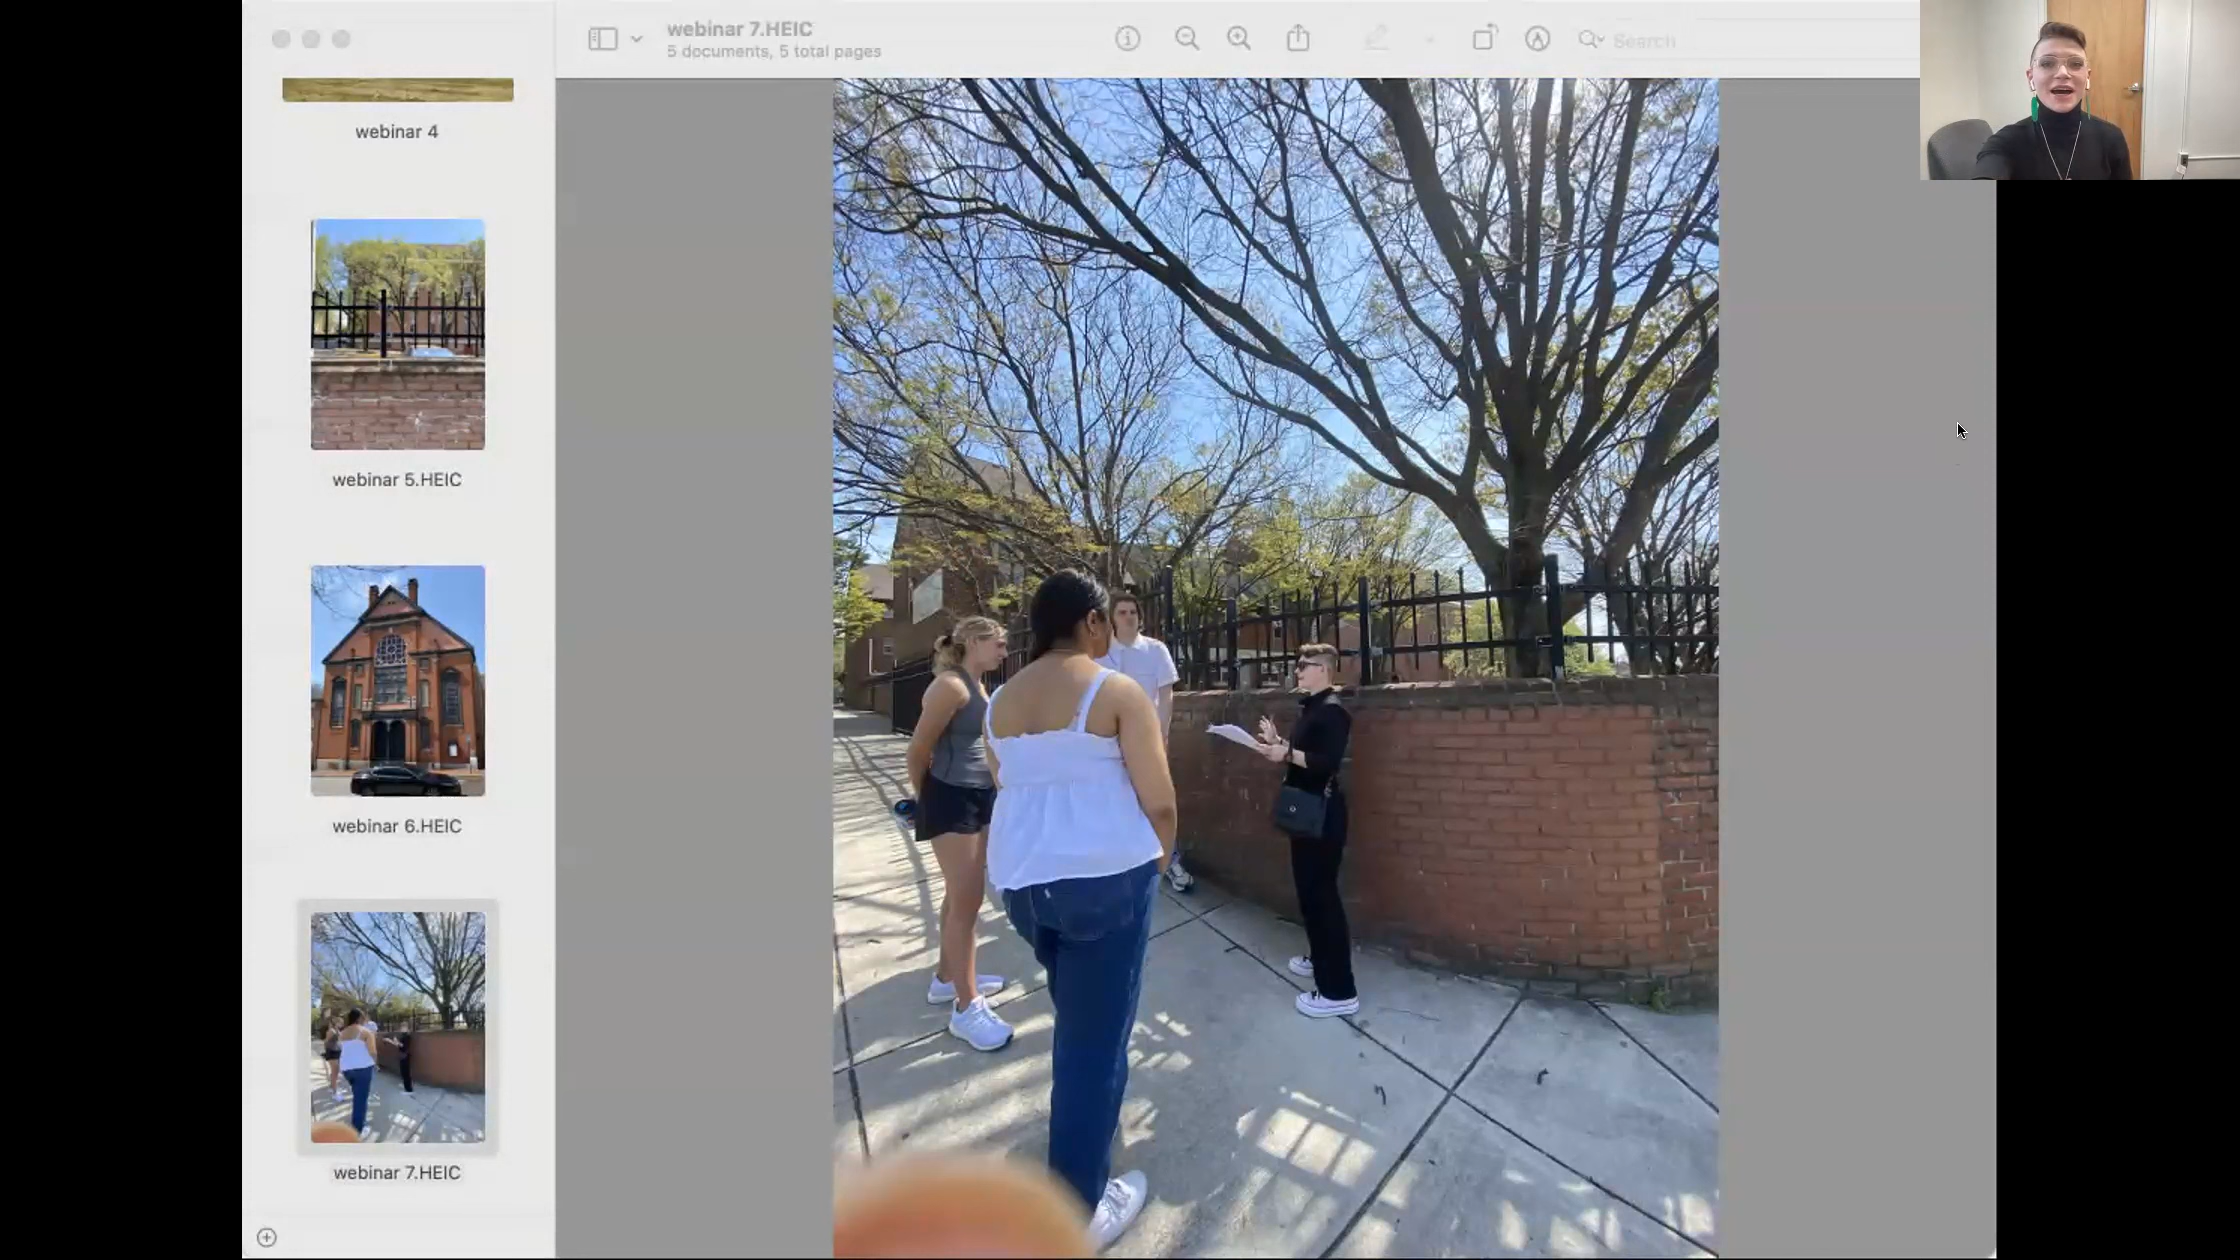 webinar 7.HEIC
5 documents, 5 total pages
Search
webinar 4
webinar 5.HEIC
webinar 6.HEIC
webinar 7.HEIC